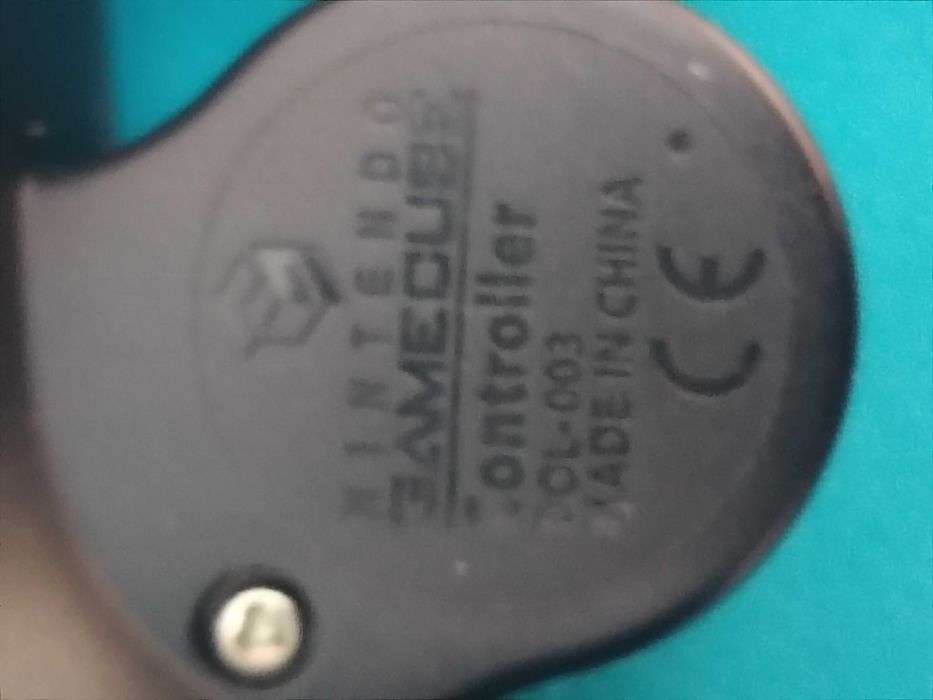 NINTENDO
GAMECUBE
Controller
DOL-003
MADE IN CHINA
CE